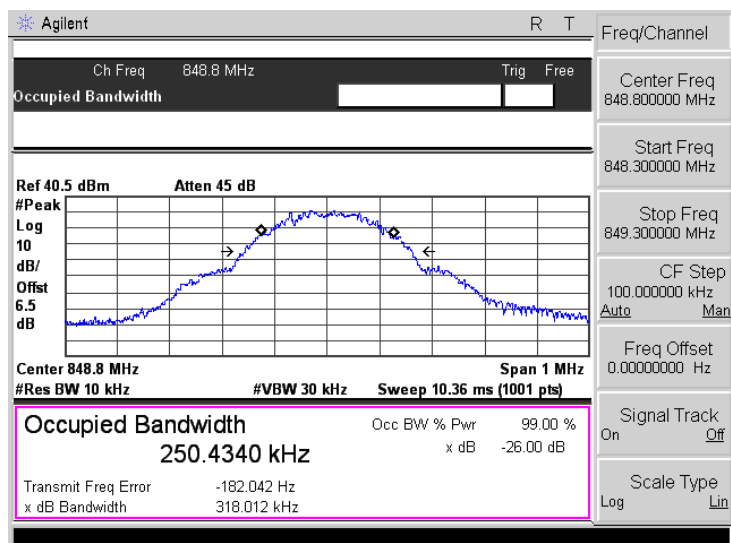 Agilent R T
Ch Freq 848.8 MHz Trig Free
Occupied Bandwidth
Ref 40.5 dBm Atten 45 dB
#Peak
Log
10
dB/
Offst
6.5
dB
Center 848.8 MHz Span 1 MHz
#Res BW 10 kHz #VBW 30 kHz Sweep 10.36 ms (1001 pts)
Occupied Bandwidth Occ BW % Pwr 99.00 %
250.4340 kHz x dB -26.00 dB
Transmit Freq Error -182.042 Hz
x dB Bandwidth 318.012 kHz
Freq/Channel
Center Freq
848.800000 MHz
Start Freq
848.300000 MHz
Stop Freq
849.300000 MHz
CF Step
100.000000 kHz
Auto Man
Freq Offset
0.00000000 Hz
Signal Track
On Off
Scale Type
Log Lin